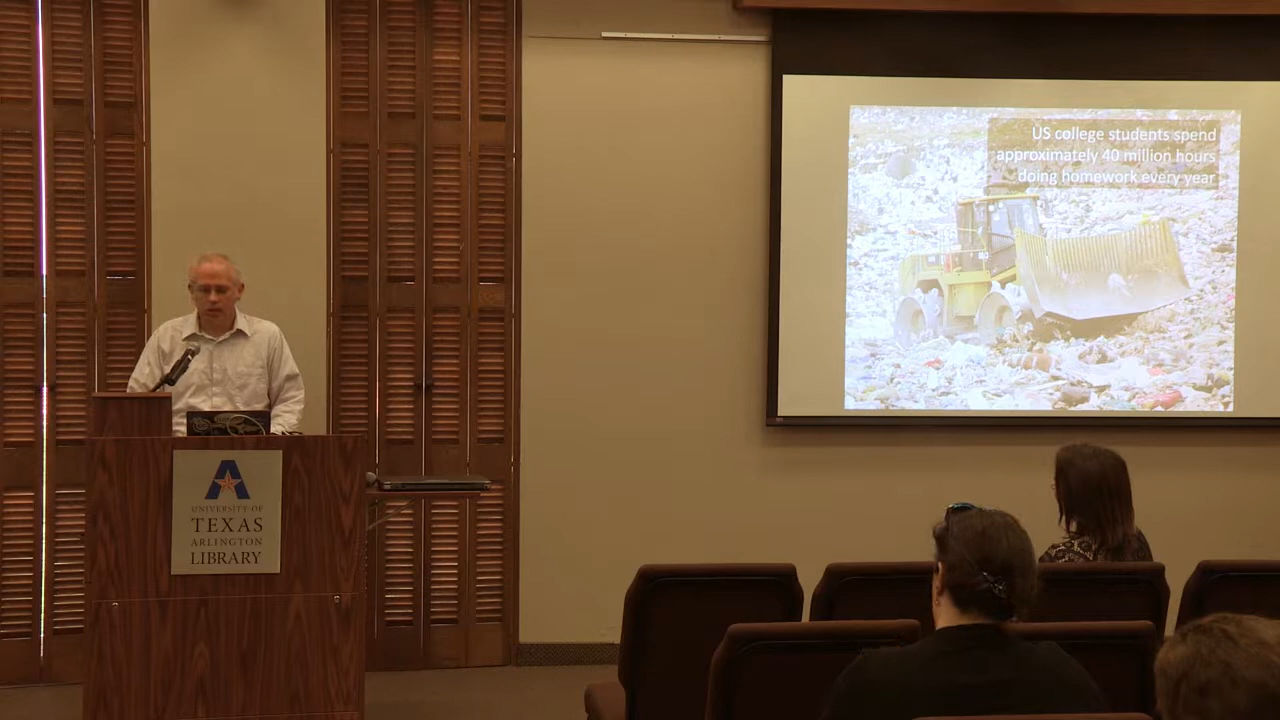 US college students spend
approximately 40 million hours
doing homework every year
UNIVERSITY OF
TEXAS
ARLINGTON
LIBRARY